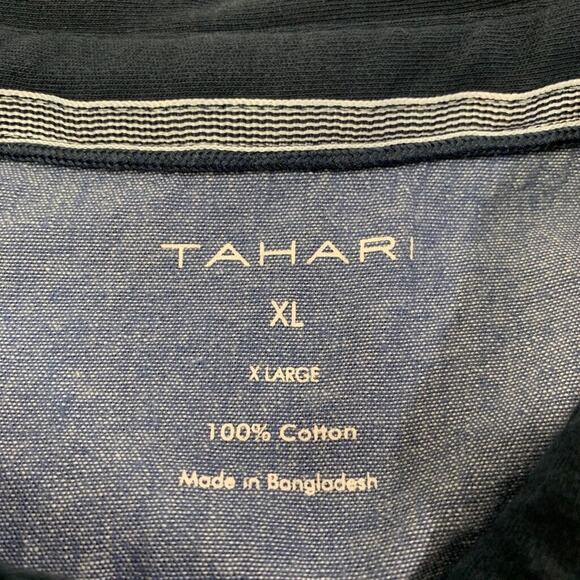 TAHARI
XL
X LARGE
100% Cotton
Made in Bangladesh